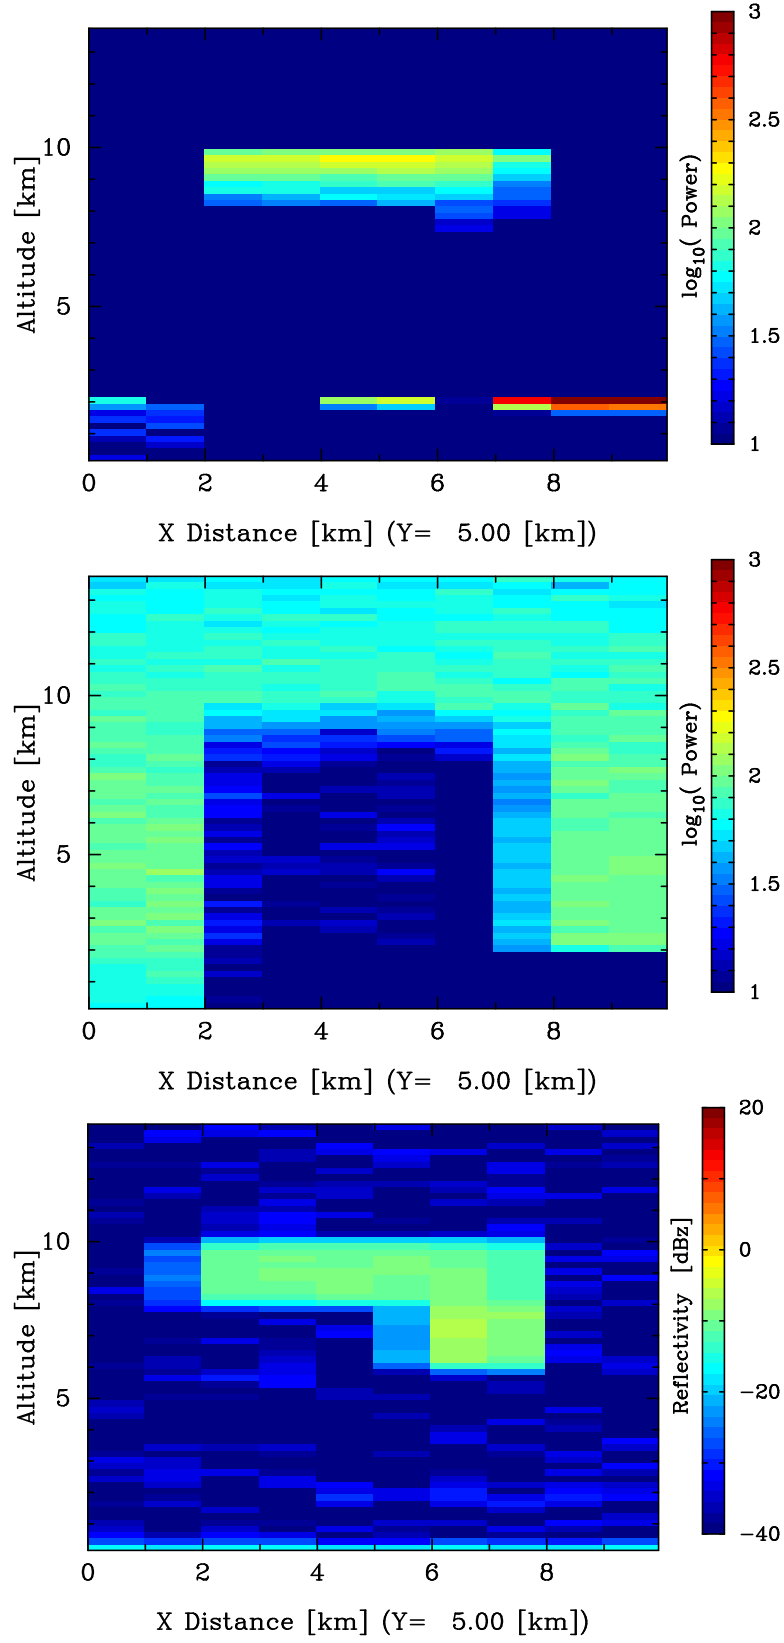 3
2.5
2
1.5
1
log10( Power)
10
5
Altitude [km]
0 2 4 6 8
X Distance [km] (Y= 5.00 [km])
3
2.5
2
1.5
1
log10( Power)
10
5
Altitude [km]
0 2 4 6 8
X Distance [km] (Y= 5.00 [km])
20
0
−20
−40
Reflectivity [dBz]
10
5
Altitude [km]
0 2 4 6 8
X Distance [km] (Y= 5.00 [km])